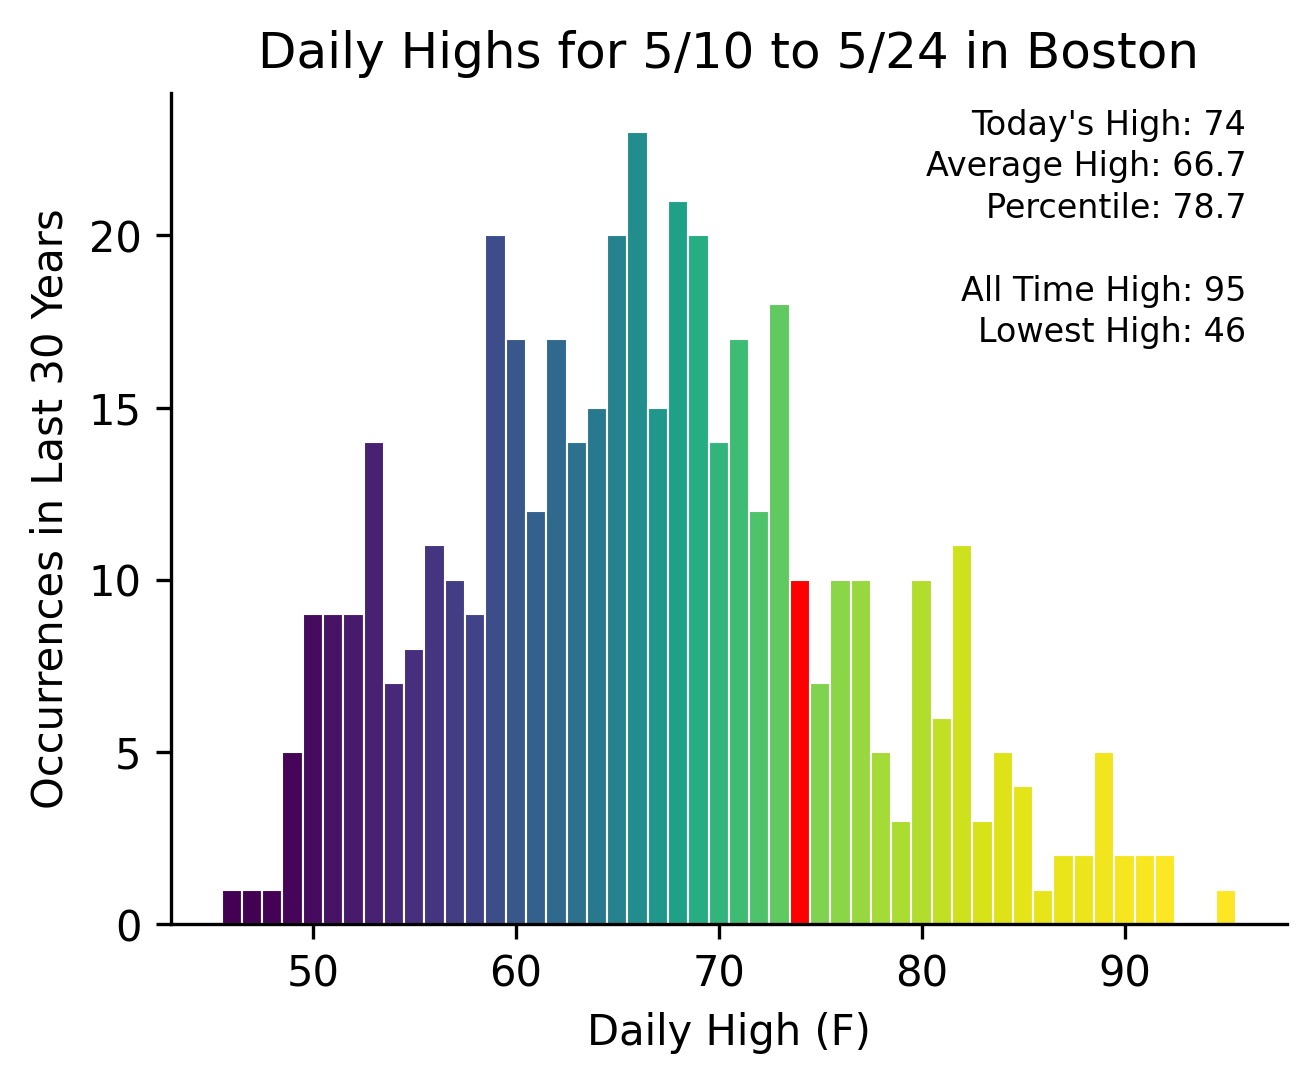 Daily Highs for 5/10 to 5/24 in Boston
Today's High: 74
Average High: 66.7
Percentile: 78.7
All Time High: 95
Lowest High: 46
Occurrences in Last 30 Years
20
15
10
5
0
50 60 70 80 90
Daily High (F)